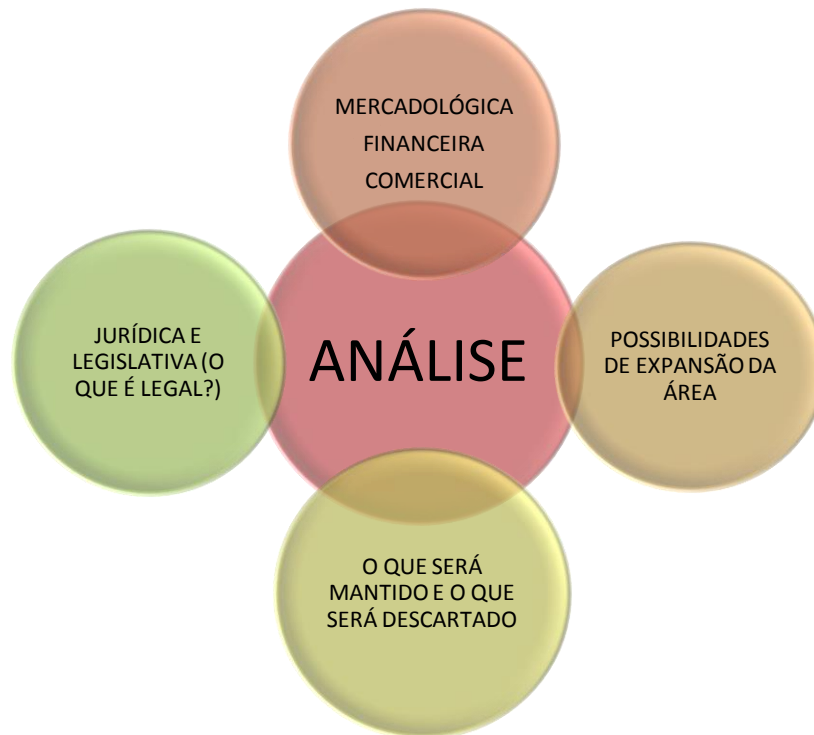 MERCADOLÓGICA
FINANCEIRA
COMERCIAL
JURÍDICA E
LEGISLATIVA (O
QUE É LEGAL?)
ANÁLISE
POSSIBILIDADES
DE EXPANSÃO DA
ÁREA
O QUE SERÁ
MANTIDO E O QUE
SERÁ DESCARTADO